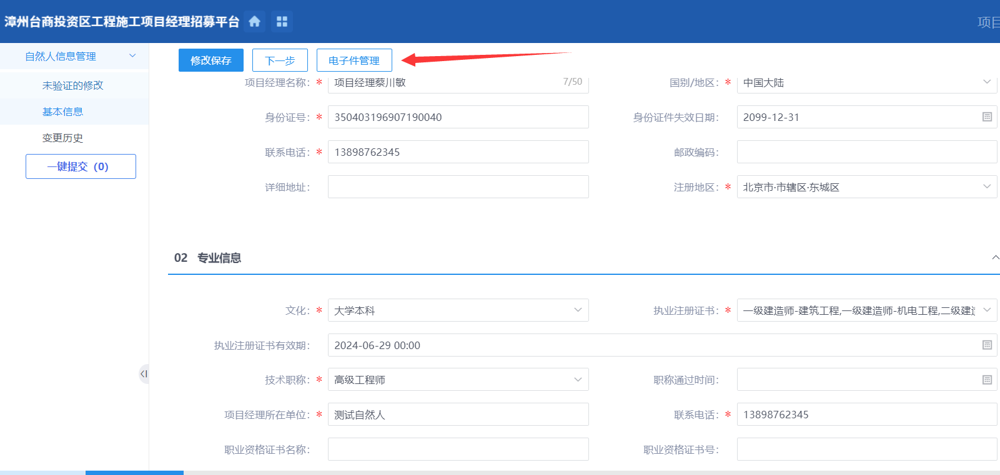 漳州台商投资区工程施工项目经理招募平台
项目
自然人信息管理
未验证的修改
基本信息
变更历史
一键提交（0）
修改保存 下一步 电子件管理
项目经理名称： * 项目经理蔡川敏 7/50 国别/地区： * 中国大陆
身份证号： * 350403196907190040 身份证件失效日期： 2099-12-31
联系电话： * 13898762345 邮政编码：
详细地址： 注册地区： * 北京市·市辖区·东城区
02 专业信息
文化： * 大学本科 执业注册证书： * 一级建造师-建筑工程,一级建造师-机电工程,二级建
执业注册证书有效期： 2024-06-29 00:00
技术职称： * 高级工程师 职称通过时间：
项目经理所在单位： * 测试自然人 联系电话： * 13898762345
职业资格证书名称： 职业资格证书号：